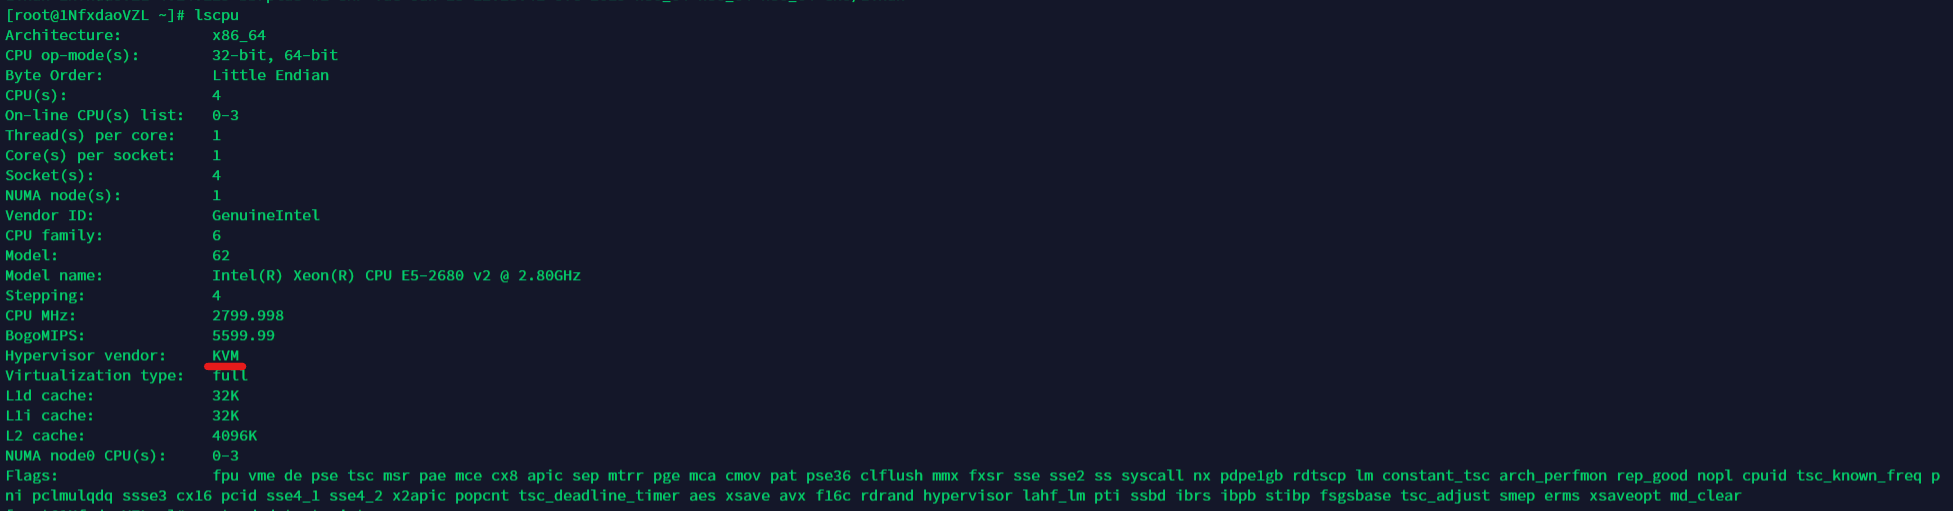 [root@1NfxdaoVZL ~]# lscpu
Architecture: x86_64
CPU op-mode(s): 32-bit, 64-bit
Byte Order: Little Endian
CPU(s): 4
On-line CPU(s) list: 0-3
Thread(s) per core: 1
Core(s) per socket: 1
Socket(s): 4
NUMA node(s): 1
Vendor ID: GenuineIntel
CPU family: 6
Model: 62
Model name: Intel(R) Xeon(R) CPU E5-2680 v2 @ 2.80GHz
Stepping: 4
CPU MHz: 2799.998
BogoMIPS: 5599.99
Hypervisor vendor: KVM
Virtualization type: full
L1d cache: 32K
L1i cache: 32K
L2 cache: 4096K
NUMA node0 CPU(s): 0-3
Flags: fpu vme de pse tsc msr pae mce cx8 apic sep mtrr pge mca cmov pat pse36 clflush mmx fxsr sse sse2 ss syscall nx pdpe1gb rdtscp lm constant_tsc arch_perfmon rep_good nopl cpuid tsc_known_freq p
ni pclmulqdq ssse3 cx16 pcid sse4_1 sse4_2 x2apic popcnt tsc_deadline_timer aes xsave avx f16c rdrand hypervisor lahf_lm pti ssbd ibrs ibpb stibp fsgsbase tsc_adjust smep erms xsaveopt md_clear